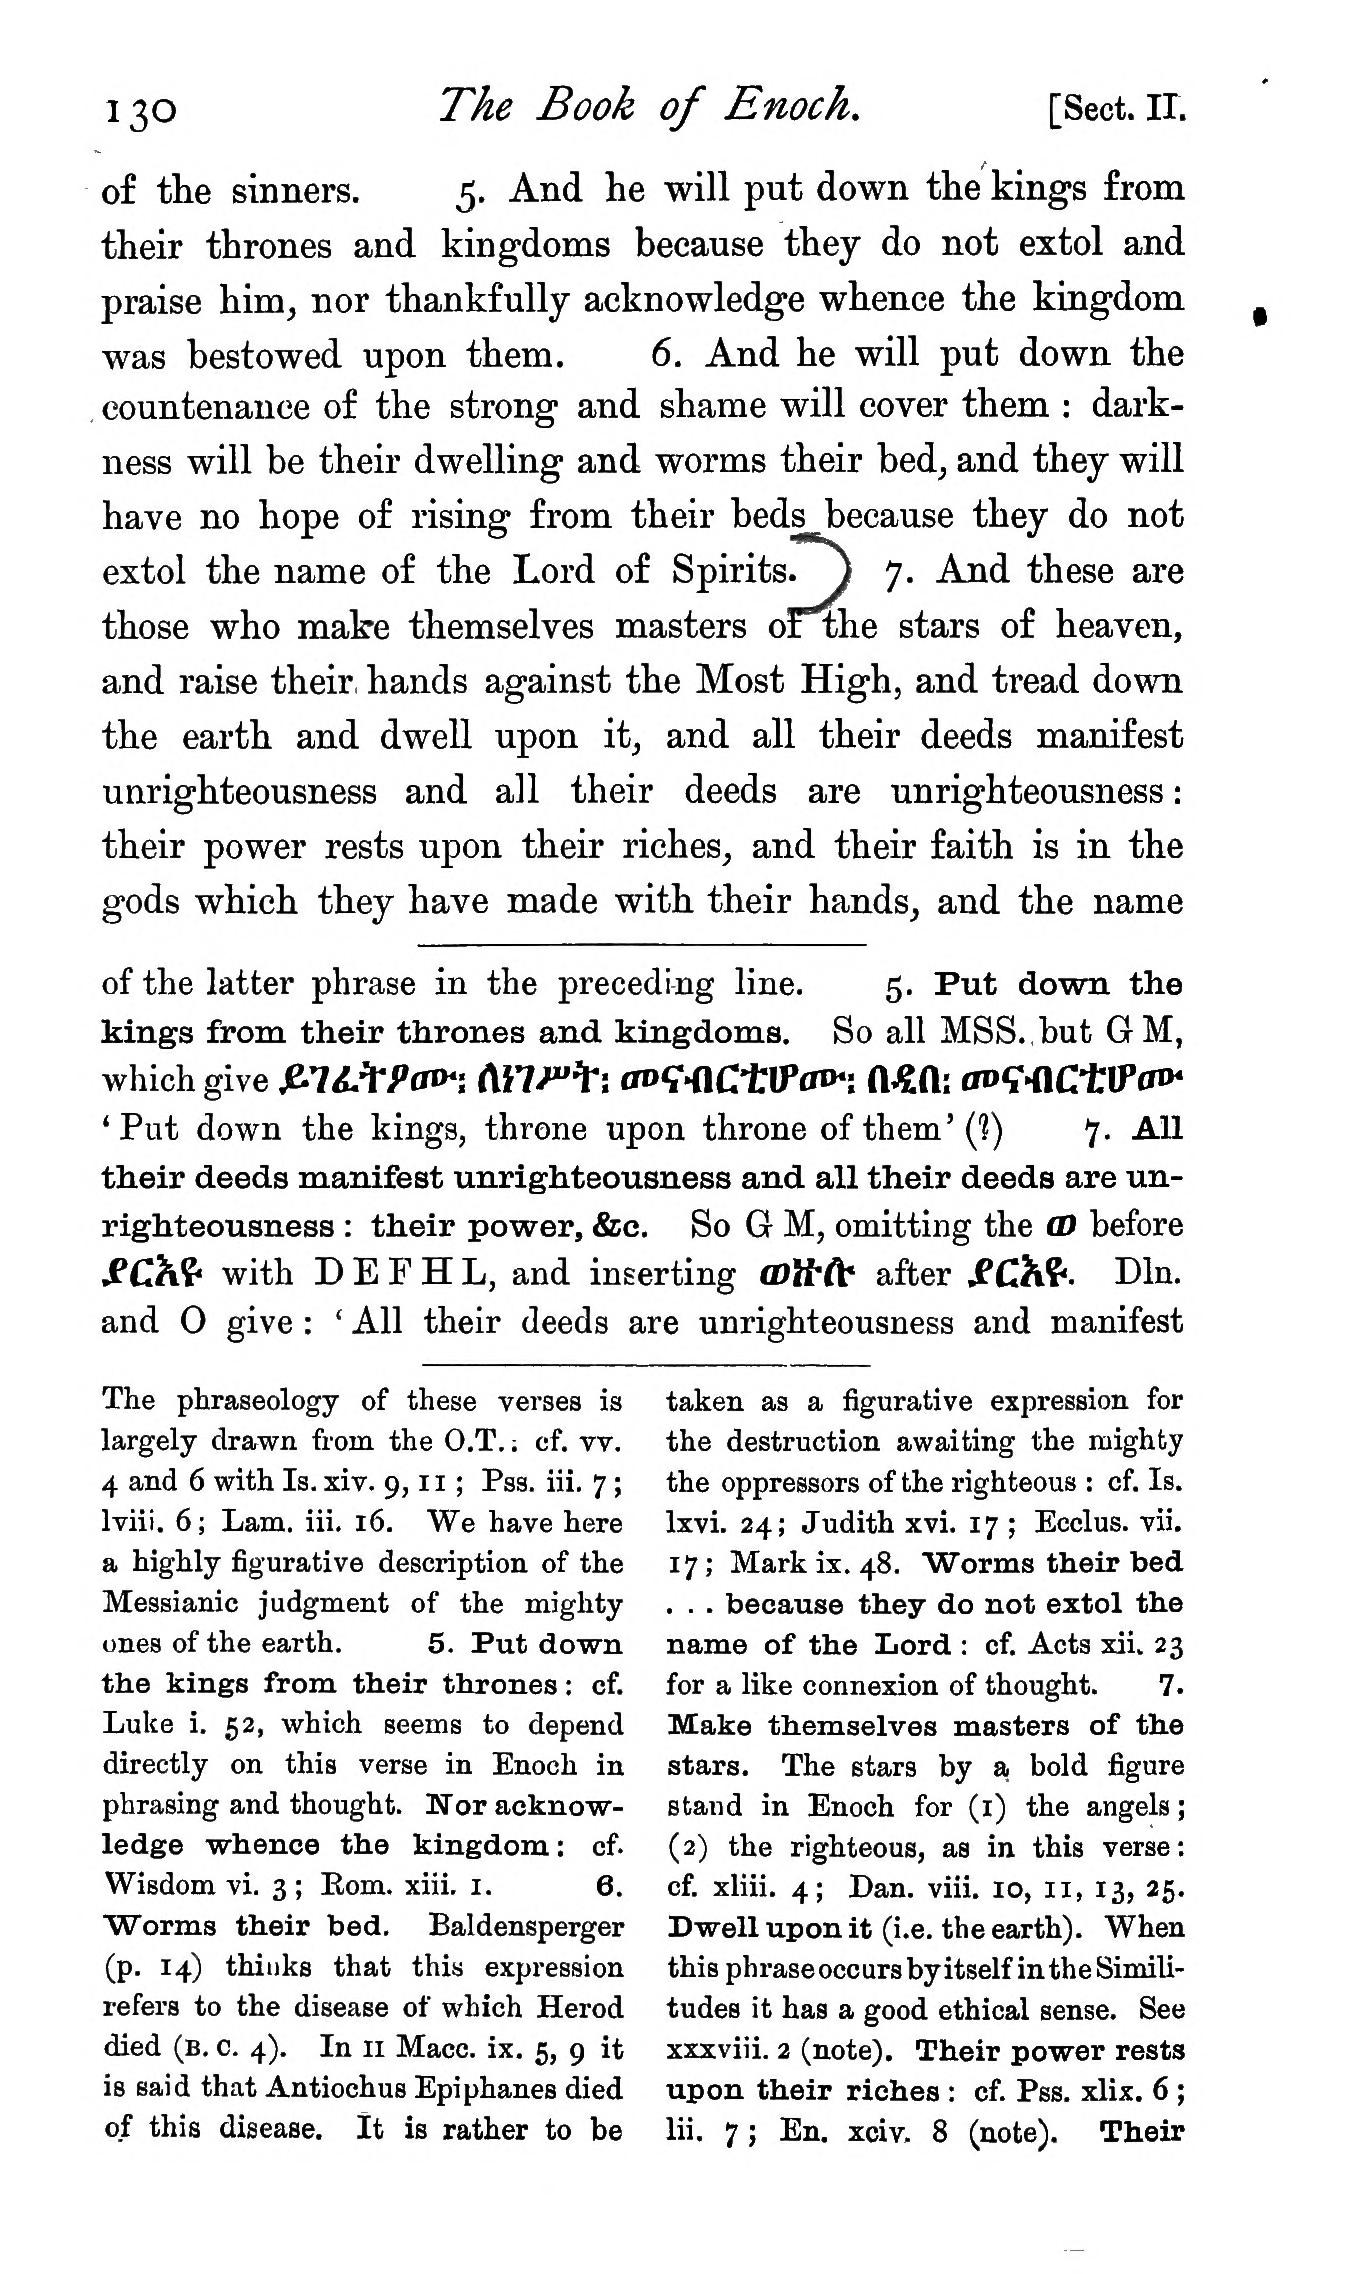 130 The Book of Enoch. [Sect. II.
of the sinners. 5. And he will put down the kings from
their thrones and kingdoms because they do not extol and
praise him, nor thankfully acknowledge whence the kingdom
was bestowed upon them. 6. And he will put down the
countenance of the strong and shame will cover them : dark-
ness will be their dwelling and worms their bed, and they will
have no hope of rising from their beds because they do not
extol the name of the Lord of Spirits. 7. And these are
those who make themselves masters of the stars of heaven,
and raise their hands against the Most High, and tread down
the earth and dwell upon it, and all their deeds manifest
unrighteousness and all their deeds are unrighteousness :
their power rests upon their riches, and their faith is in the
gods which they have made with their hands, and the name
of the latter phrase in the preceding line. 5. Put down the
kings from their thrones and kingdoms. So all MSS. but G M,
which give ይገፈትዎሙ፡ ለነገሥት፡ መናብርቲሆሙ፡ በዲበ፡ መናብርቲሆሙ
‘ Put down the kings, throne upon throne of them ’ (?) 7. All
their deeds manifest unrighteousness and all their deeds are un-
righteousness : their power, &c. So G M, omitting the ወ before
ያርእዩ with D E F H L, and inserting ወኵሉ after ያርእዩ. Dln.
and O give : ‘ All their deeds are unrighteousness and manifest
The phraseology of these verses is
largely drawn from the O.T. : cf. vv.
4 and 6 with Is. xiv. 9, 11 ; Pss. iii. 7 ;
lviii. 6 ; Lam. iii. 16. We have here
a highly figurative description of the
Messianic judgment of the mighty
ones of the earth. 5. Put down
the kings from their thrones : cf.
Luke i. 52, which seems to depend
directly on this verse in Enoch in
phrasing and thought. Nor acknow-
ledge whence the kingdom : cf.
Wisdom vi. 3 ; Rom. xiii. 1. 6.
Worms their bed. Baldensperger
(p. 14) thinks that this expression
refers to the disease of which Herod
died (B. C. 4). In II Macc. ix. 5, 9 it
is said that Antiochus Epiphanes died
of this disease. It is rather to be
taken as a figurative expression for
the destruction awaiting the mighty
the oppressors of the righteous : cf. Is.
lxvi. 24 ; Judith xvi. 17 ; Ecclus. vii.
17 ; Mark ix. 48. Worms their bed
. . . because they do not extol the
name of the Lord : cf. Acts xii. 23
for a like connexion of thought. 7.
Make themselves masters of the
stars. The stars by a bold figure
stand in Enoch for (1) the angels ;
(2) the righteous, as in this verse :
cf. xliii. 4 ; Dan. viii. 10, 11, 13, 25.
Dwell upon it (i.e. the earth). When
this phrase occurs by itself in the Simili-
tudes it has a good ethical sense. See
xxxviii. 2 (note). Their power rests
upon their riches : cf. Pss. xlix. 6 ;
lii. 7 ; En. xciv. 8 (note). Their